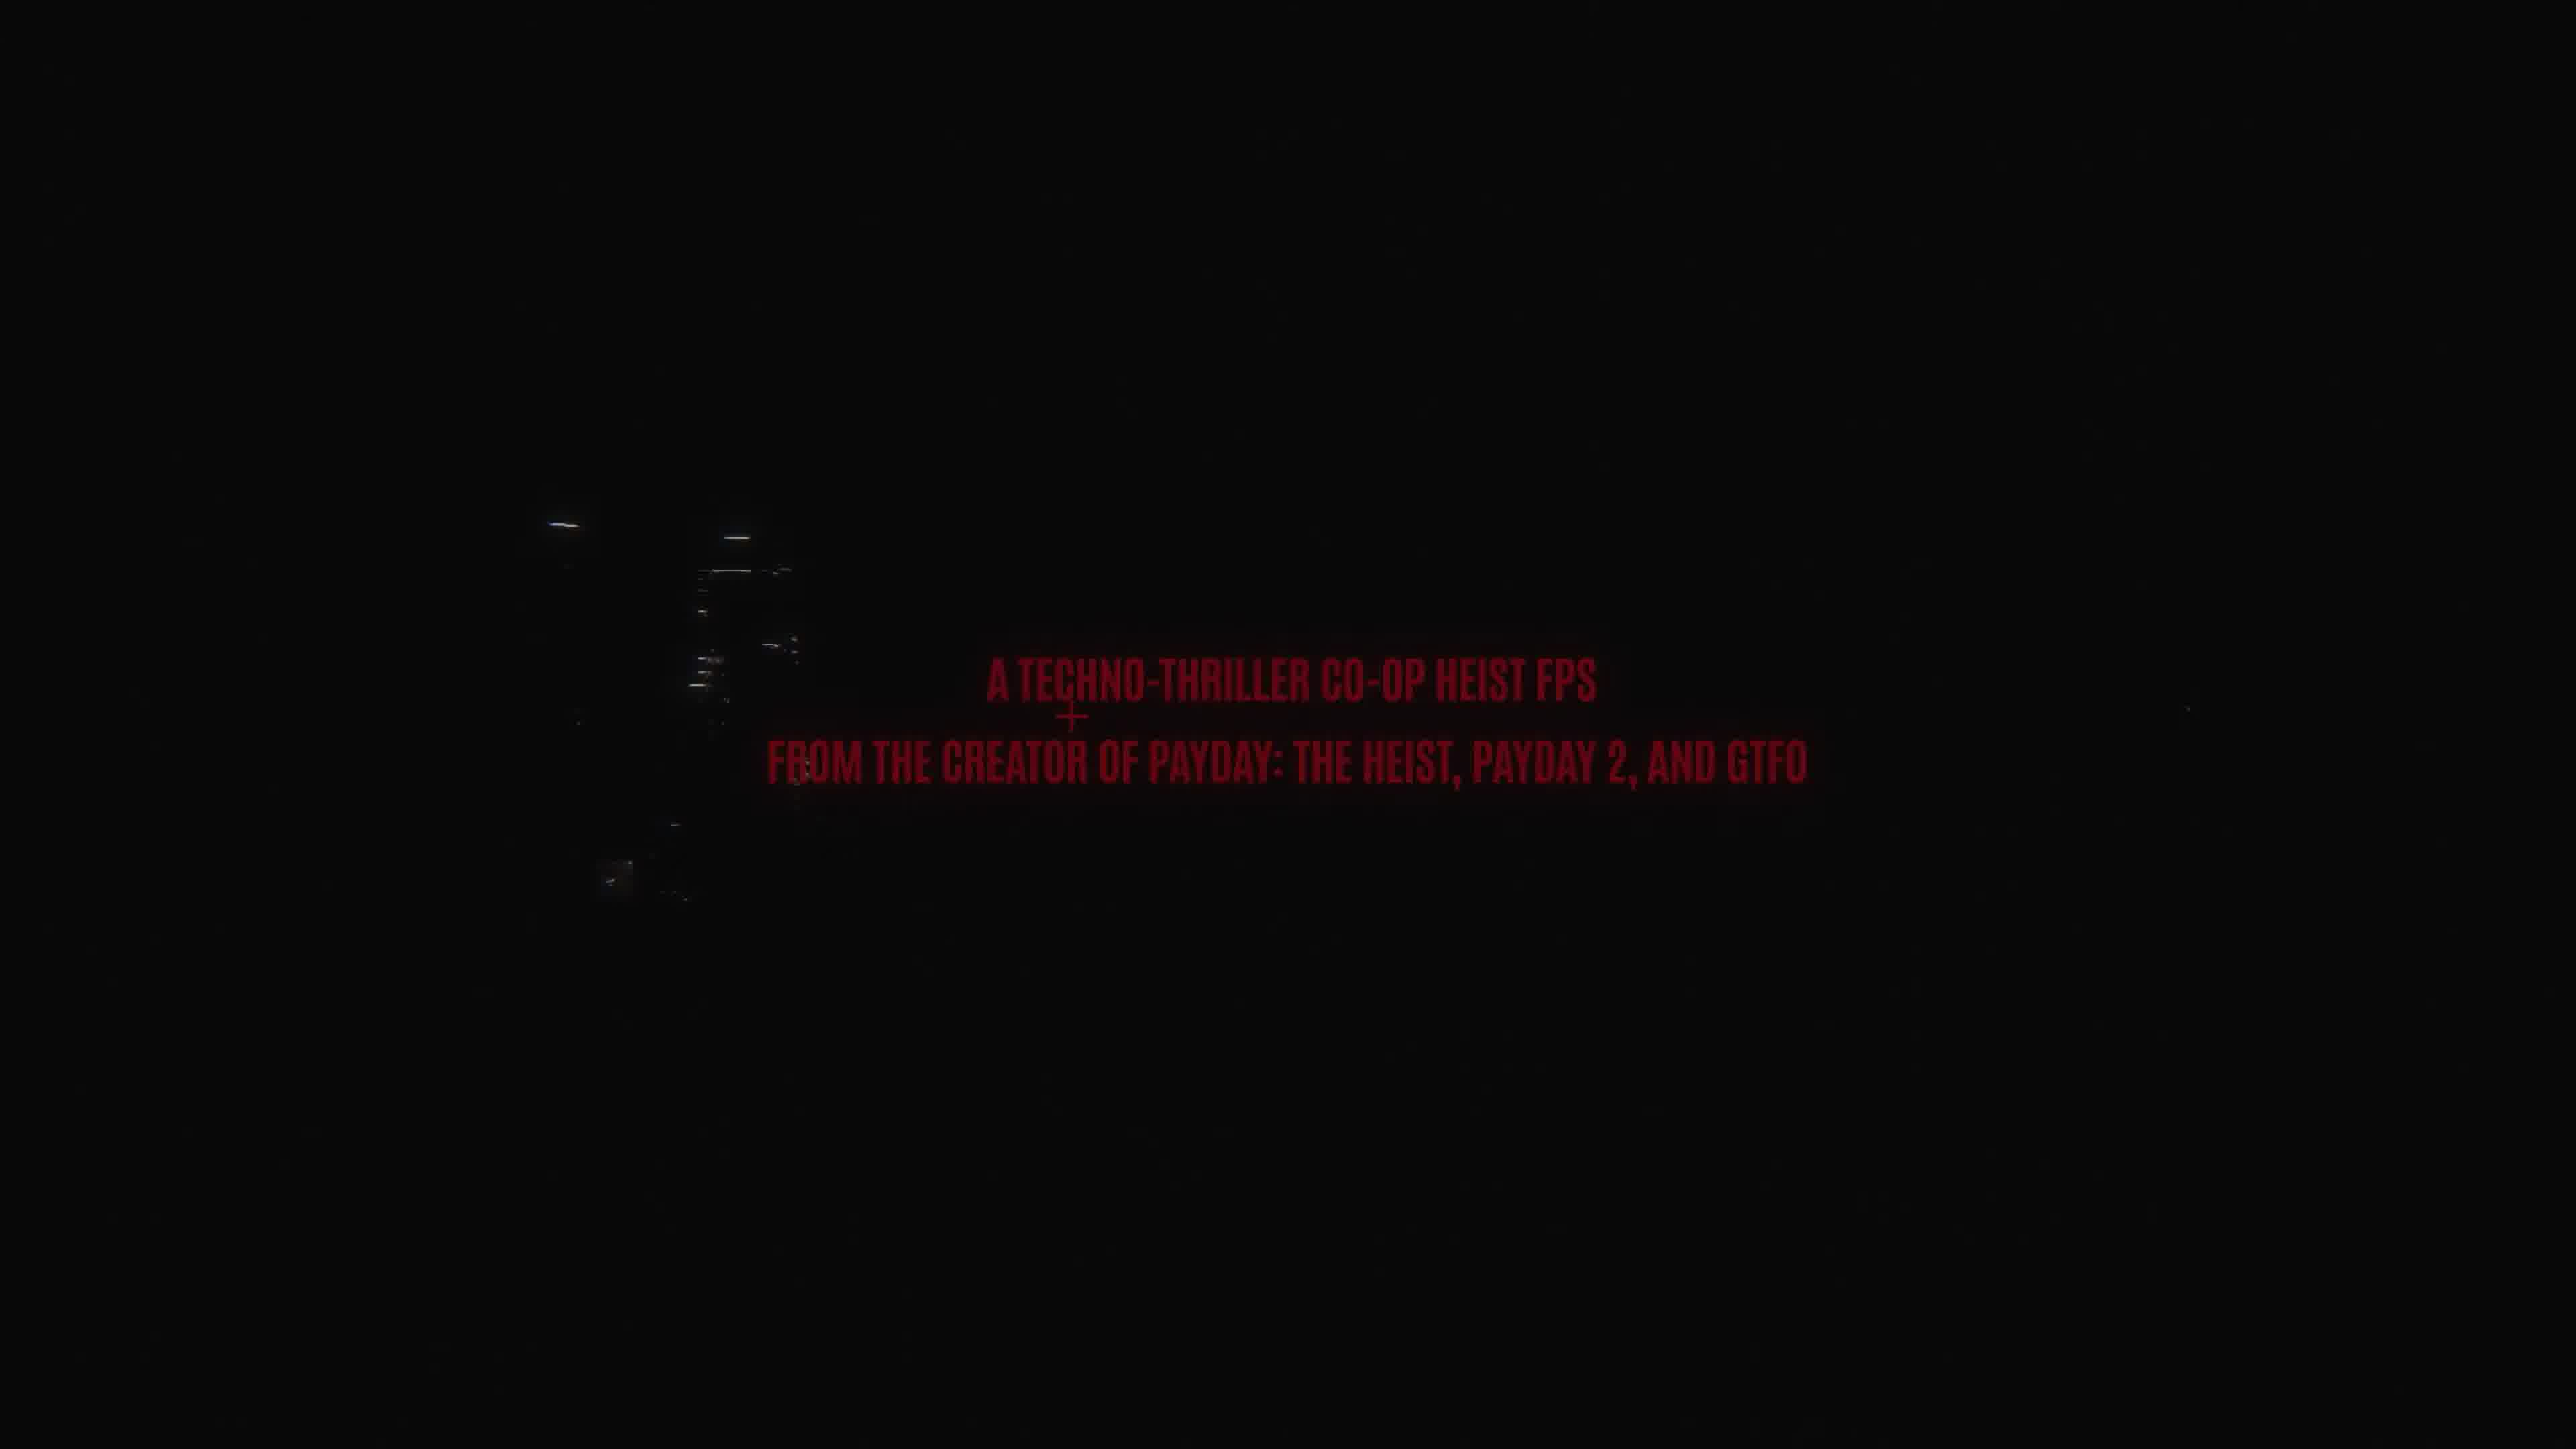 A TECHNO-THRILLER CO-OP HEIST FPS
FROM THE CREATOR OF PAYDAY: THE HEIST, PAYDAY 2, AND GTFO